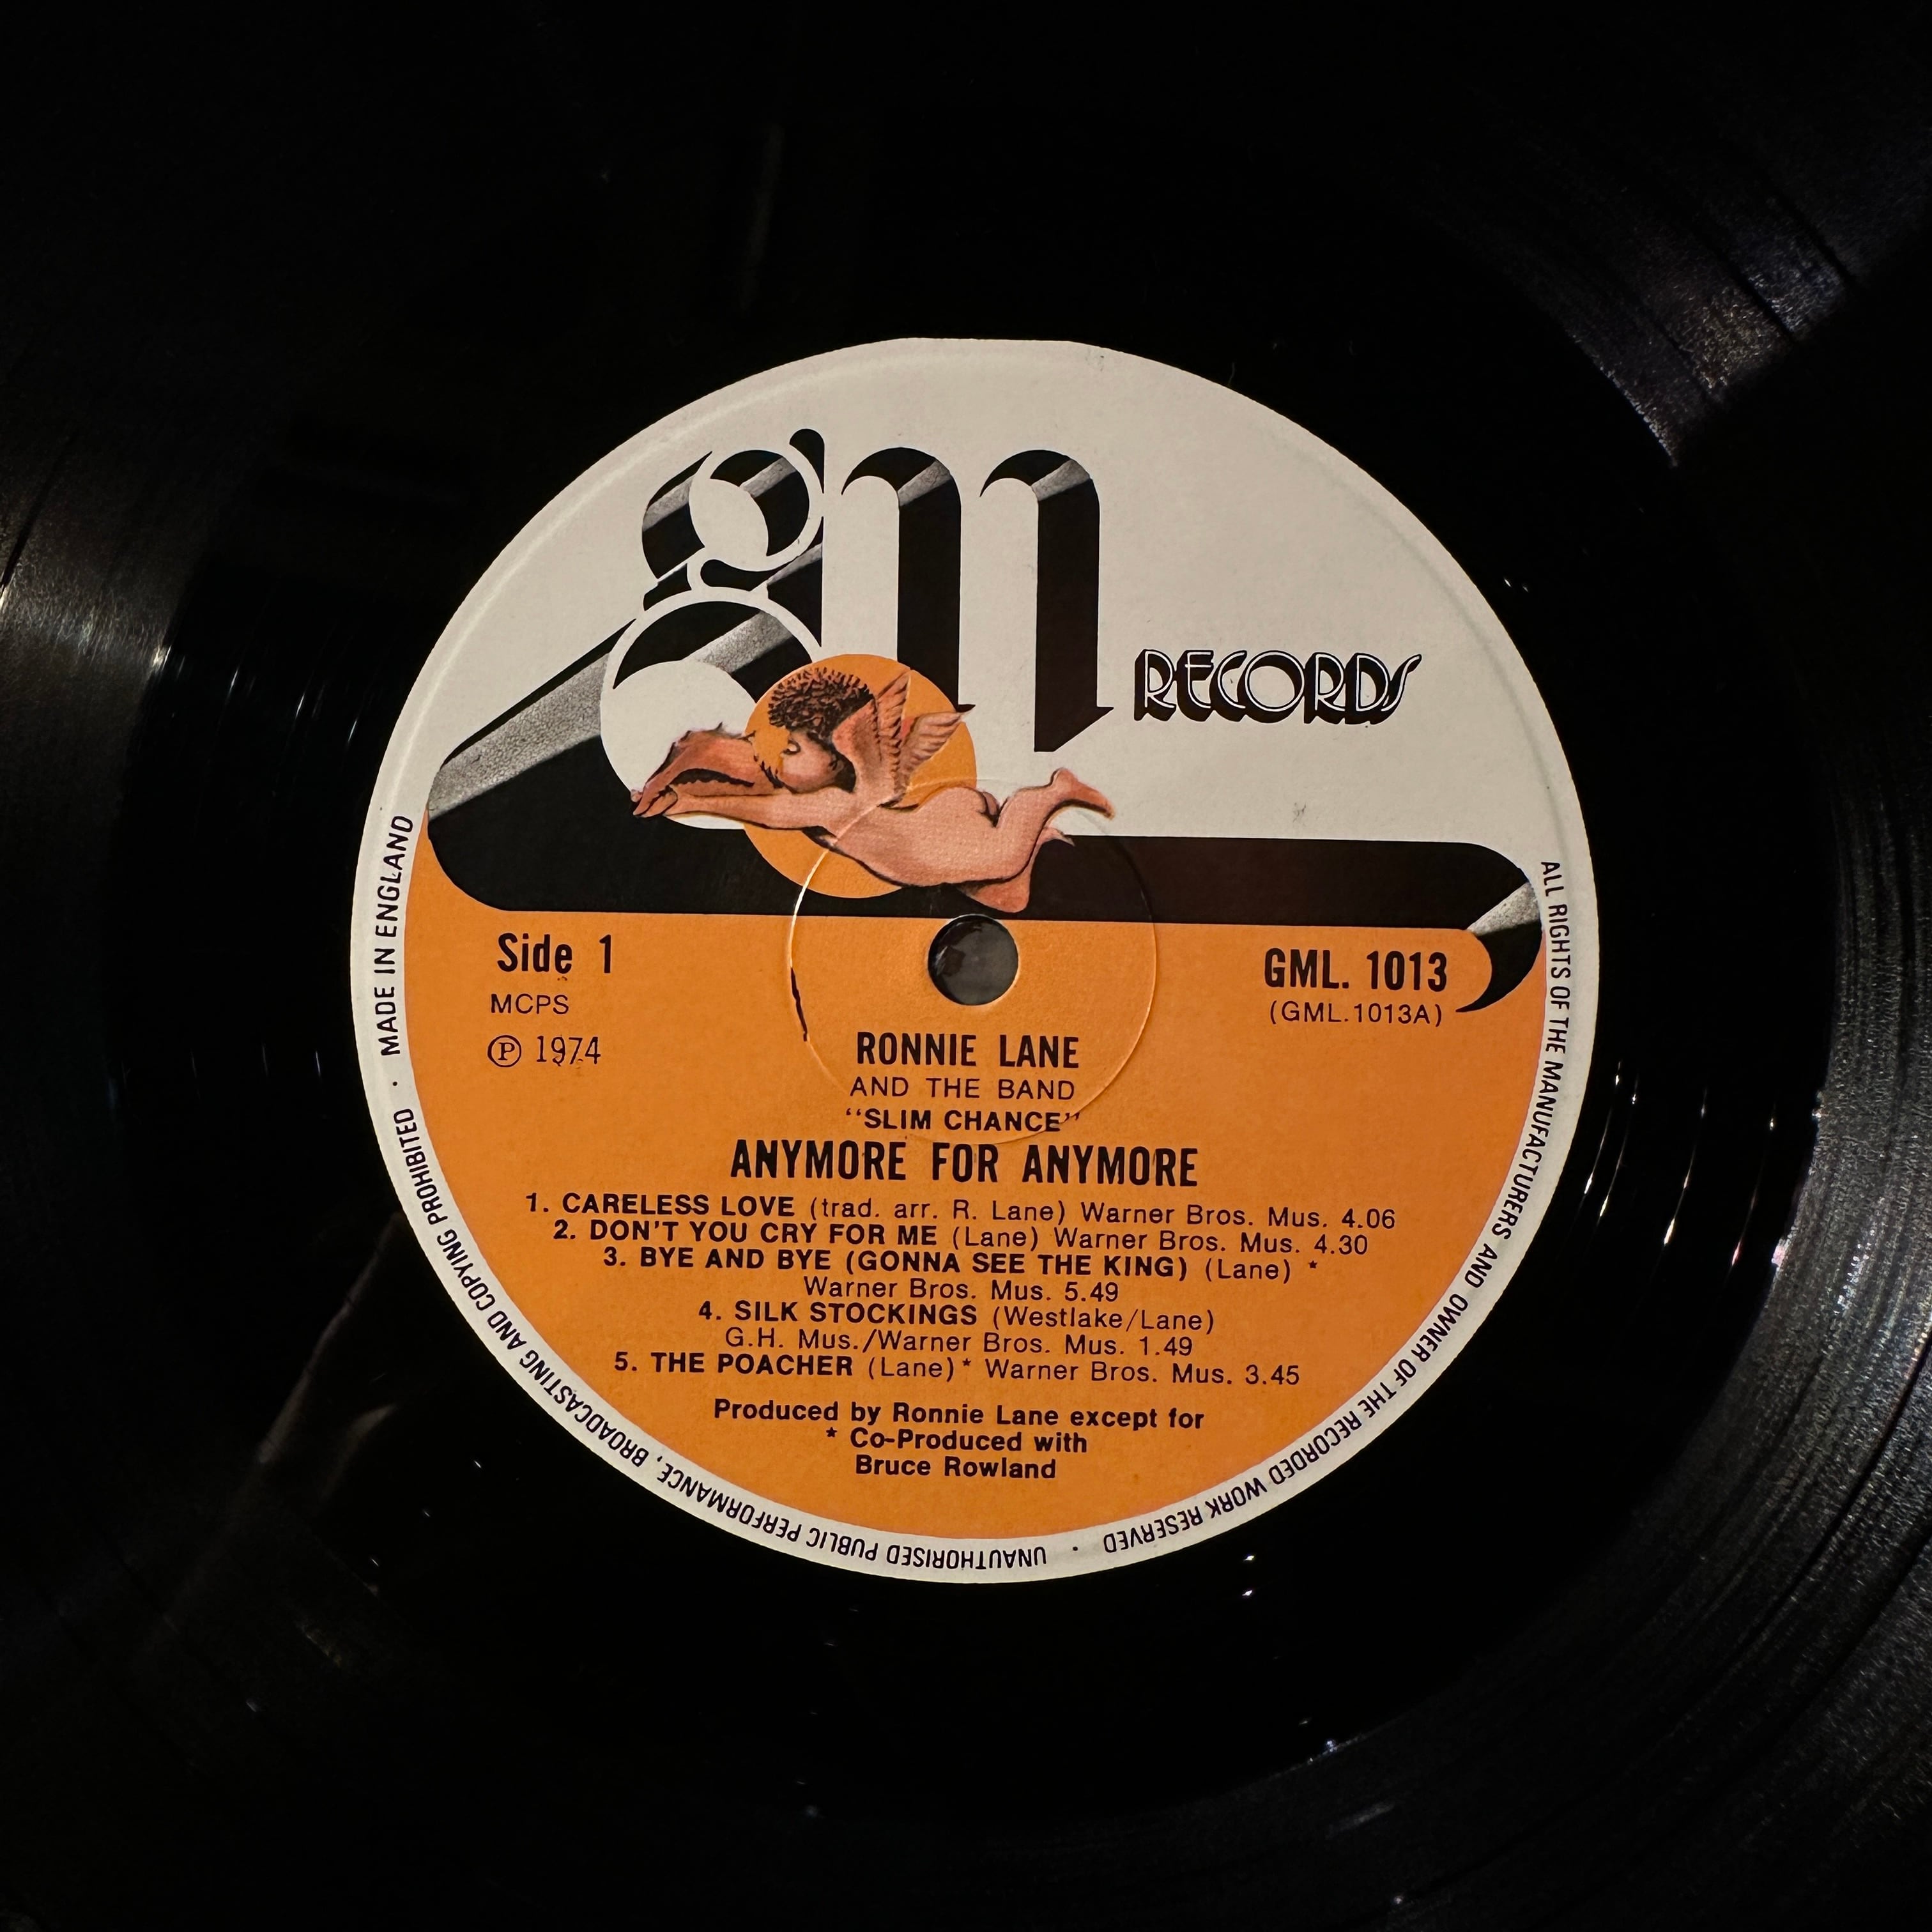 gm RECORDS
Side 1
MCPS
℗ 1974
GML. 1013
(GML.1013A)
RONNIE LANE
AND THE BAND
“SLIM CHANCE”
ANYMORE FOR ANYMORE
1. CARELESS LOVE (trad. arr. R. Lane) Warner Bros. Mus. 4.06
2. DON'T YOU CRY FOR ME (Lane) Warner Bros. Mus. 4.30
3. BYE AND BYE (GONNA SEE THE KING) (Lane) *
Warner Bros. Mus. 5.49
4. SILK STOCKINGS (Westlake/Lane)
G.H. Mus./Warner Bros. Mus. 1.49
5. THE POACHER (Lane)* Warner Bros. Mus. 3.45
Produced by Ronnie Lane except for
* Co-Produced with
Bruce Rowland
ALL RIGHTS OF THE MANUFACTURERS AND OWNER OF THE RECORDED WORK RESERVED · UNAUTHORISED PUBLIC PERFORMANCE, BROADCASTING AND COPYING PROHIBITED · MADE IN ENGLAND